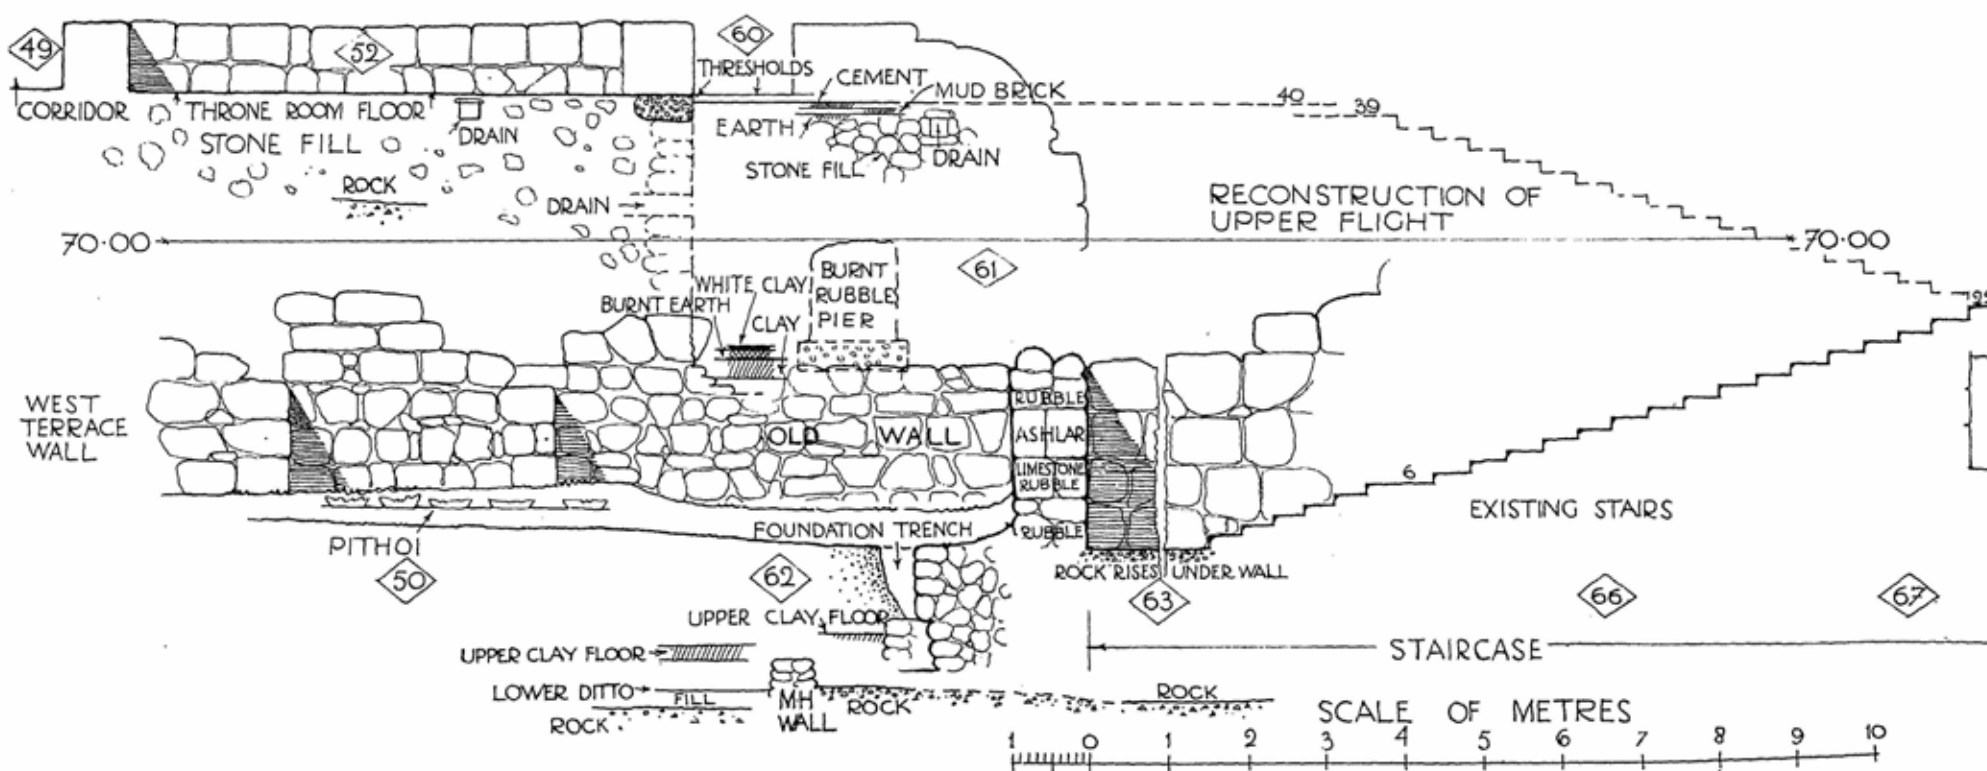 49
52
60
THRESHOLDS
CEMENT
MUD BRICK
CORRIDOR
THRONE ROOM FLOOR
DRAIN
EARTH
DRAIN
40
39
STONE FILL
STONE FILL
ROCK
DRAIN
RECONSTRUCTION OF
UPPER FLIGHT
70·00
70·00
61
WHITE CLAY
BURNT EARTH
CLAY
BURNT
RUBBLE
PIER
WEST
TERRACE
WALL
OLD WALL
RUBBLE
ASHLAR
LIMESTONE
RUBBLE
RUBBLE
6
1
EXISTING STAIRS
FOUNDATION TRENCH
PITHOI
50
62
ROCK RISES UNDER WALL
63
66
67
UPPER CLAY FLOOR
UPPER CLAY FLOOR
STAIRCASE
LOWER DITTO
FILL
ROCK
MH
WALL
ROCK
ROCK
SCALE OF METRES
1 0 1 2 3 4 5 6 7 8 9 10